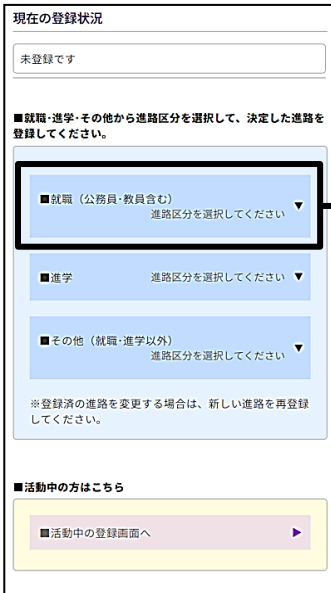 現在の登録状況
未登録です
■就職･進学･その他から進路区分を選択して、決定した進路を
登録してください。
■就職（公務員･教員含む）
進路区分を選択してください ▼
■進学 進路区分を選択してください ▼
■その他（就職･進学以外）
進路区分を選択してください ▼
※登録済の進路を変更する場合は、新しい進路を再登録
してください。
■活動中の方はこちら
■活動中の登録画面へ ▶